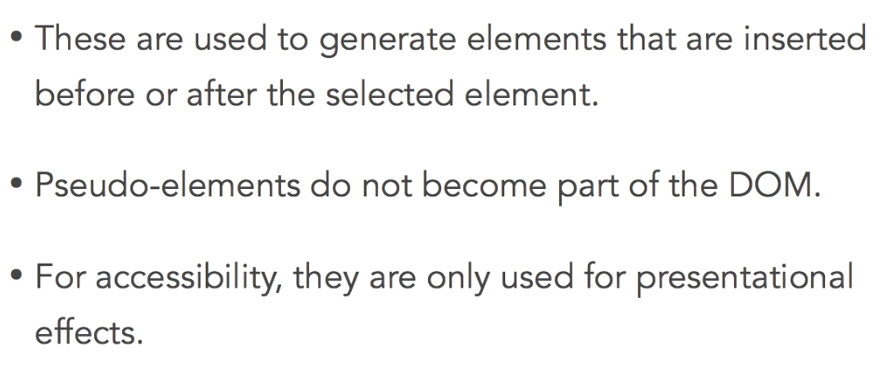 • These are used to generate elements that are inserted
before or after the selected element.
• Pseudo-elements do not become part of the DOM.
• For accessibility, they are only used for presentational
effects.